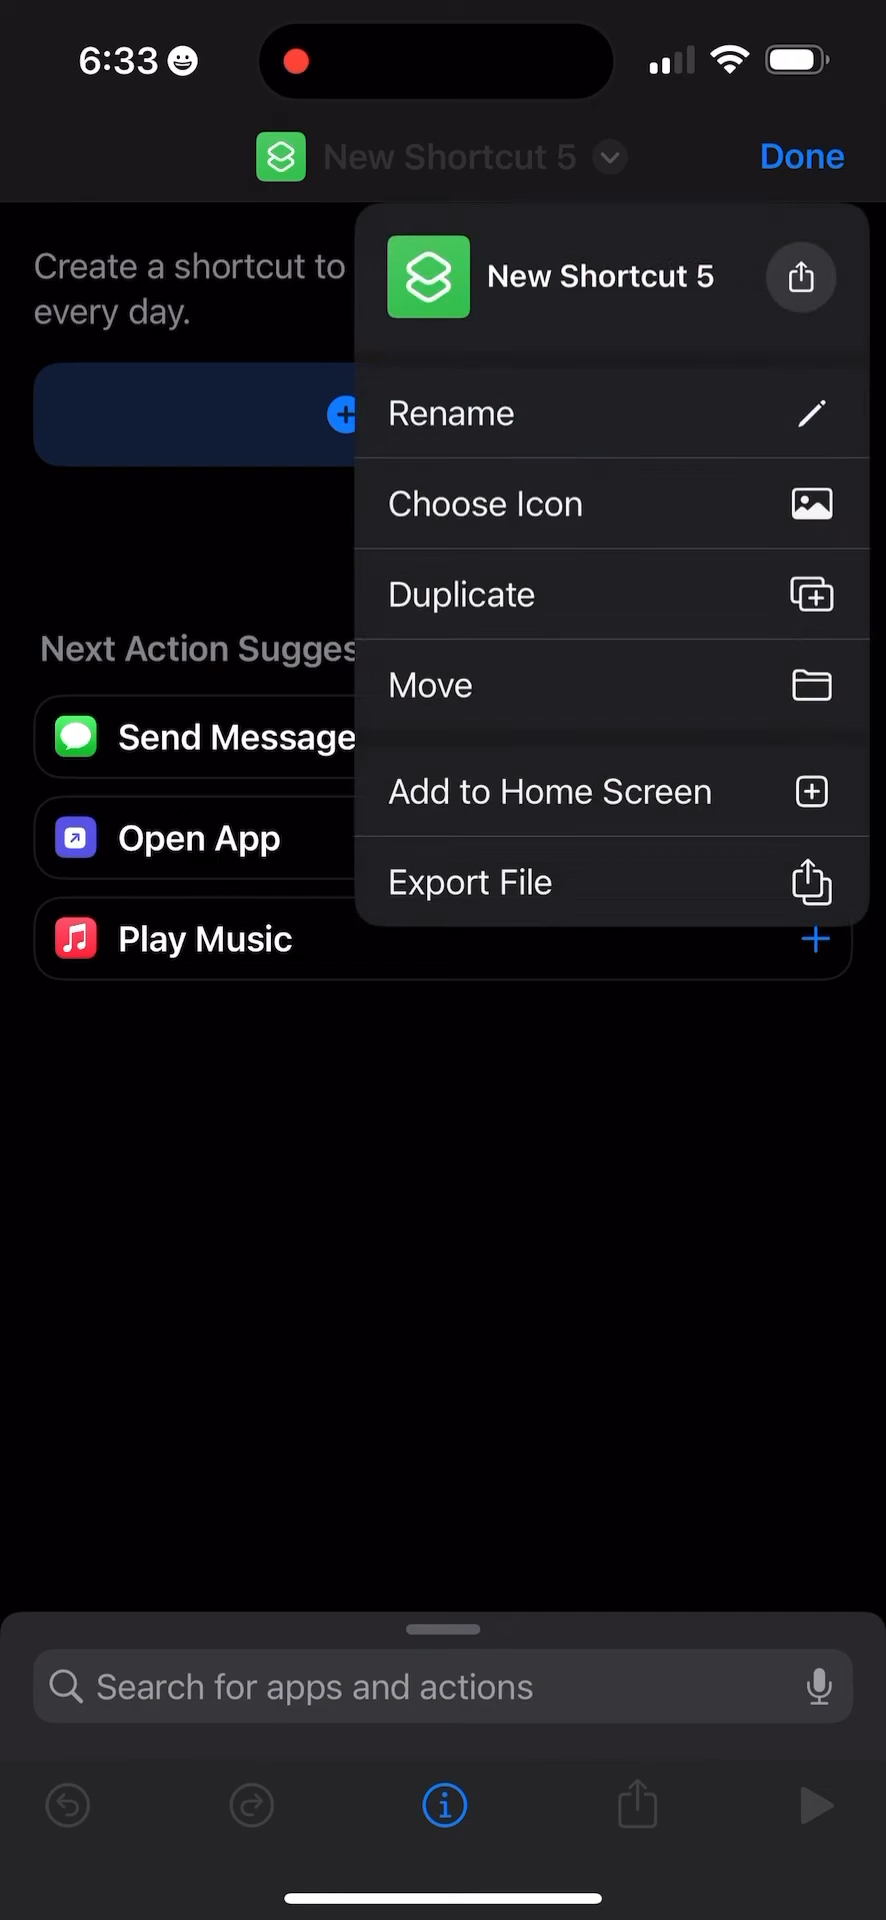 6:33
New Shortcut 5
Done
Create a shortcut to
every day.
New Shortcut 5
Rename
Choose Icon
Duplicate
Move
Add to Home Screen
Export File
Next Action Sugges
Send Message
Open App
Play Music
Search for apps and actions